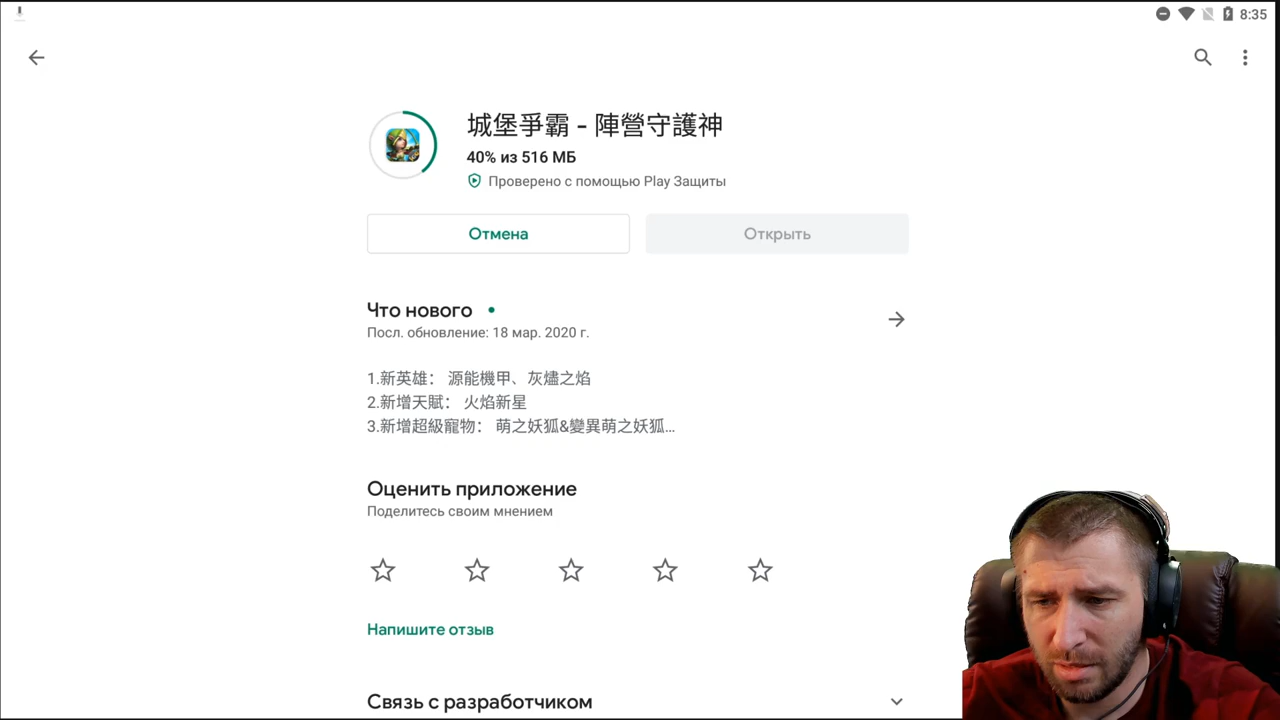 8:35
城堡爭霸 - 陣營守護神
40% из 516 МБ
Проверено с помощью Play Защиты
Отмена
Открыть
Что нового
Посл. обновление: 18 мар. 2020 г.
1.新英雄： 源能機甲、灰燼之焰
2.新增天賦： 火焰新星
3.新增超級寵物： 萌之妖狐&變異萌之妖狐...
Оценить приложение
Поделитесь своим мнением
Напишите отзыв
Связь с разработчиком